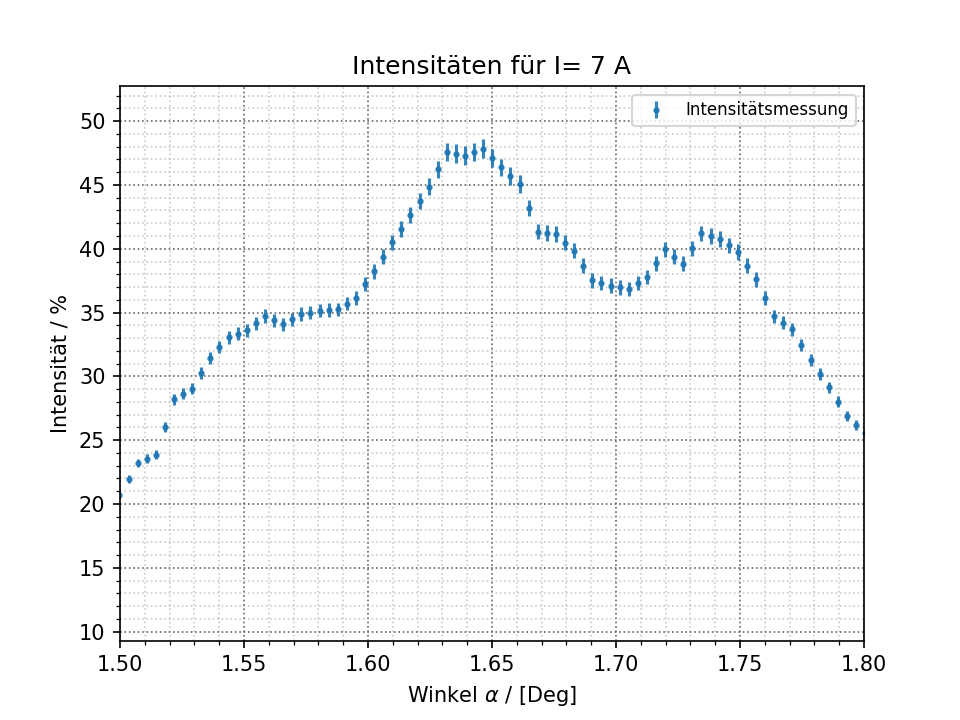 Intensitäten für I= 7 A
Intensitätsmessung
50
45
40
35
30
25
20
15
10
Intensität / %
1.50 1.55 1.60 1.65 1.70 1.75 1.80
Winkel α / [Deg]